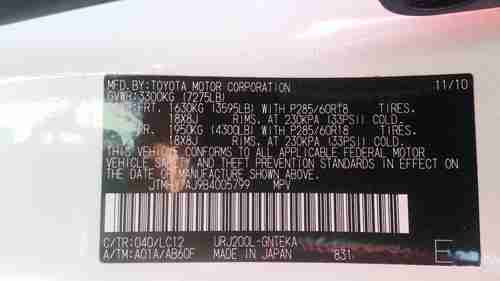 MFD. BY: TOYOTA MOTOR CORPORATION 11/10
GVWR: 3300KG (7275LB)
FRT. 1630KG (3595LB) WITH P285/60R18 TIRES.
18X8J RIMS. AT 230KPA (33PSI) COLD.
RR. 1950KG (4300LB) WITH P285/60R18 TIRES.
18X8J RIMS. AT 230KPA (33PSI) COLD.
THIS VEHICLE CONFORMS TO ALL APPLICABLE FEDERAL MOTOR
VEHICLE SAFETY AND THEFT PREVENTION STANDARDS IN EFFECT ON
THE DATE OF MANUFACTURE SHOWN ABOVE.
MPV
C/TR: 040/LC12 URJ200L-GNTEKA
A/TM: A01A/AB60F MADE IN JAPAN 831 E